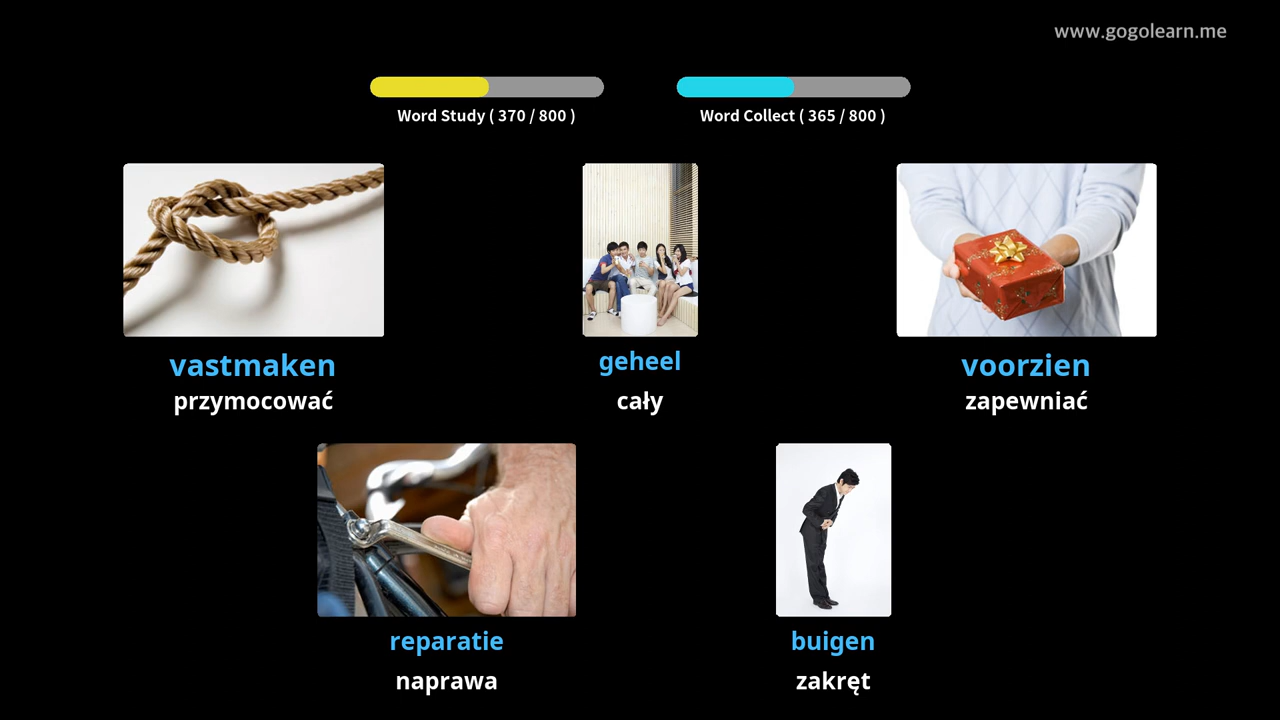 www.gogolearn.me
Word Study ( 370 / 800 )
Word Collect ( 365 / 800 )
vastmaken
przymocować
geheel
cały
voorzien
zapewniać
reparatie
naprawa
buigen
zakręt